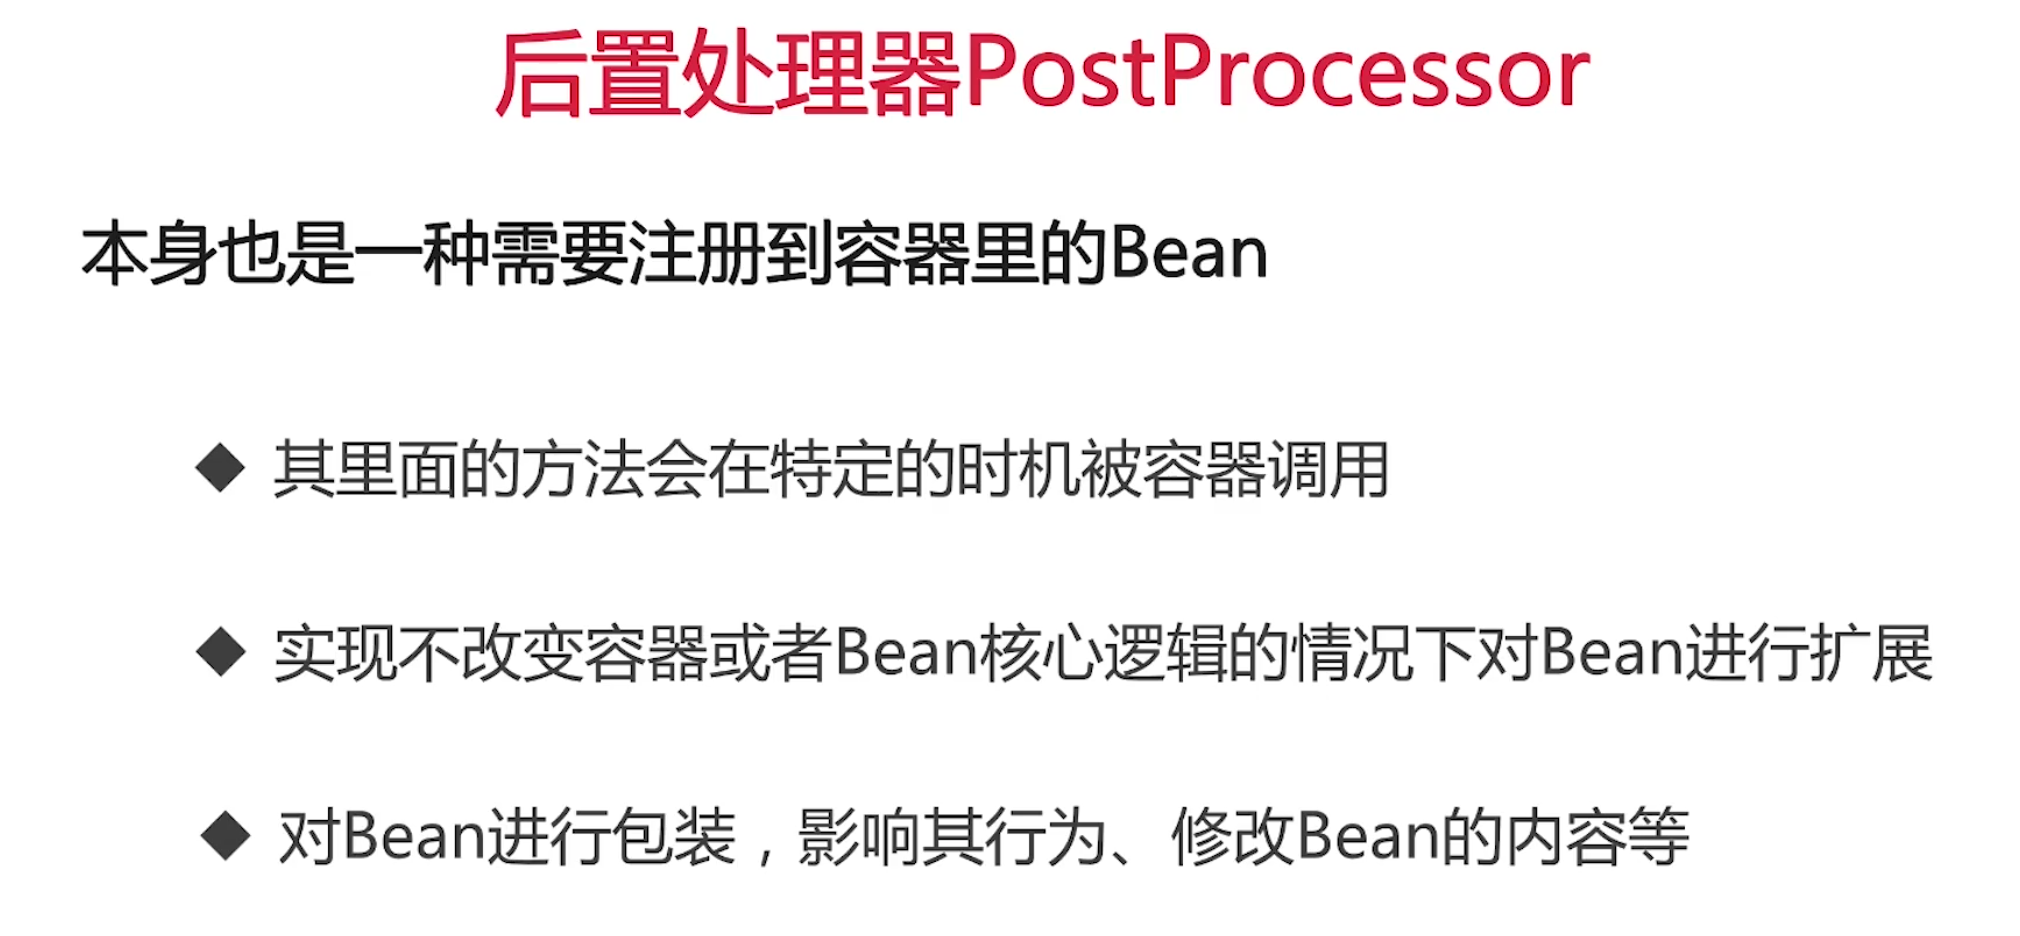 后置处理器PostProcessor
本身也是一种需要注册到容器里的Bean
◆ 其里面的方法会在特定的时机被容器调用
◆ 实现不改变容器或者Bean核心逻辑的情况下对Bean进行扩展
◆ 对Bean进行包装，影响其行为、修改Bean的内容等